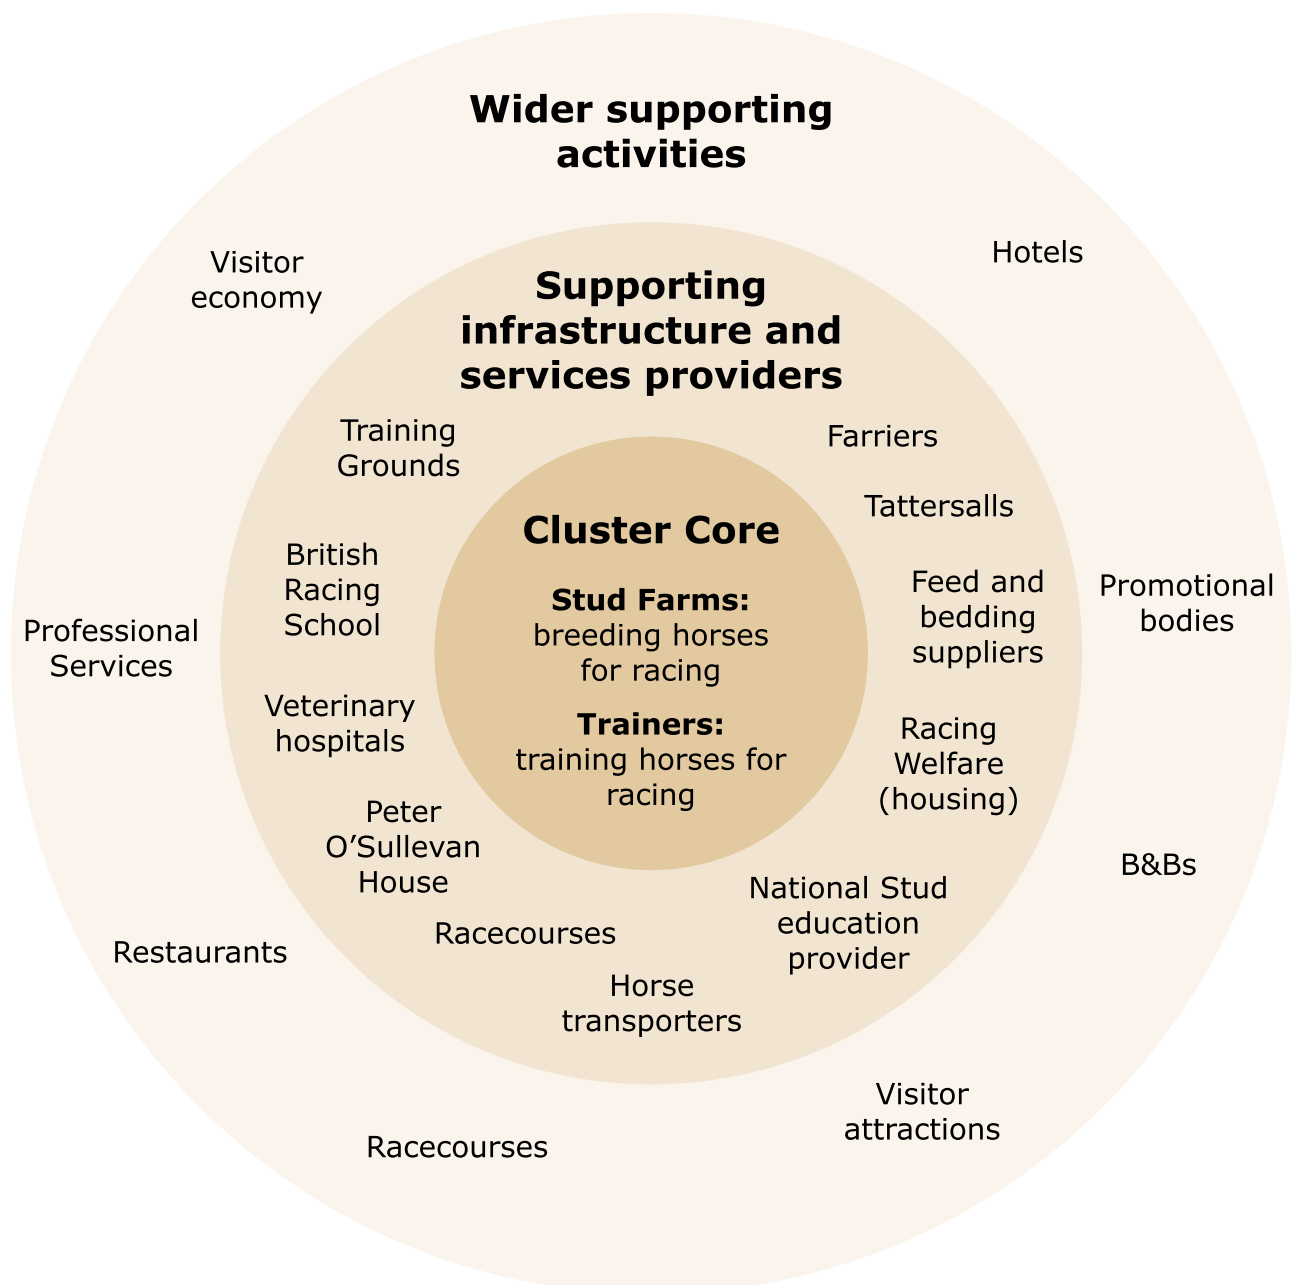 Wider supporting
activities
Visitor
economy
Hotels
Supporting
infrastructure and
services providers
Training
Grounds
Farriers
Tattersalls
British
Racing
School
Feed and
bedding
suppliers
Promotional
bodies
Professional
Services
Cluster Core
Stud Farms:
breeding horses
for racing
Trainers:
training horses for
racing
Veterinary
hospitals
Racing
Welfare
(housing)
Peter
O’Sullevan
House
B&Bs
National Stud
education
provider
Racecourses
Restaurants
Horse
transporters
Visitor
attractions
Racecourses